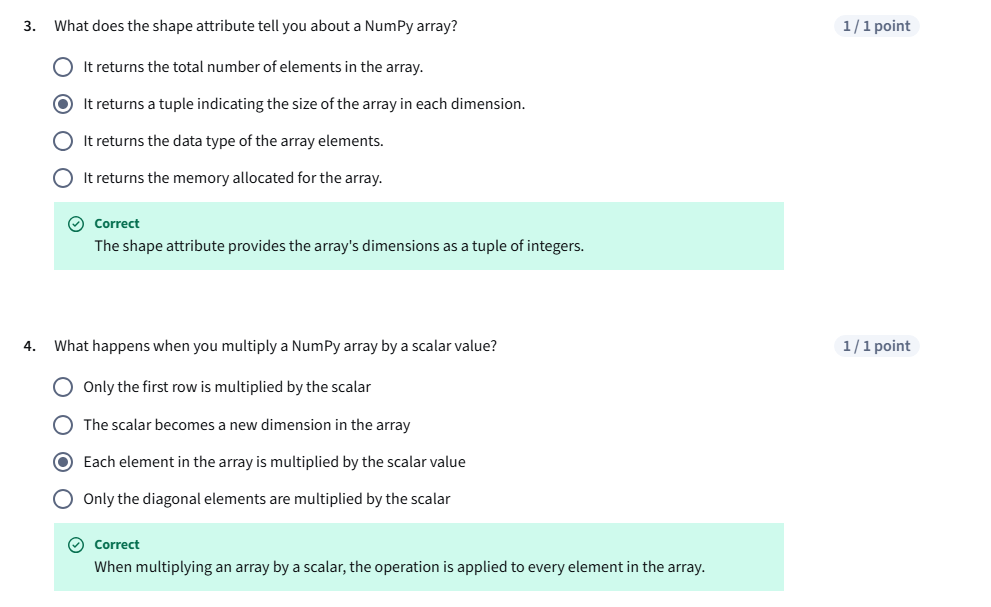 3. What does the shape attribute tell you about a NumPy array? 1 / 1 point
It returns the total number of elements in the array.
It returns a tuple indicating the size of the array in each dimension.
It returns the data type of the array elements.
It returns the memory allocated for the array.
Correct
The shape attribute provides the array's dimensions as a tuple of integers.
4. What happens when you multiply a NumPy array by a scalar value? 1 / 1 point
Only the first row is multiplied by the scalar
The scalar becomes a new dimension in the array
Each element in the array is multiplied by the scalar value
Only the diagonal elements are multiplied by the scalar
Correct
When multiplying an array by a scalar, the operation is applied to every element in the array.